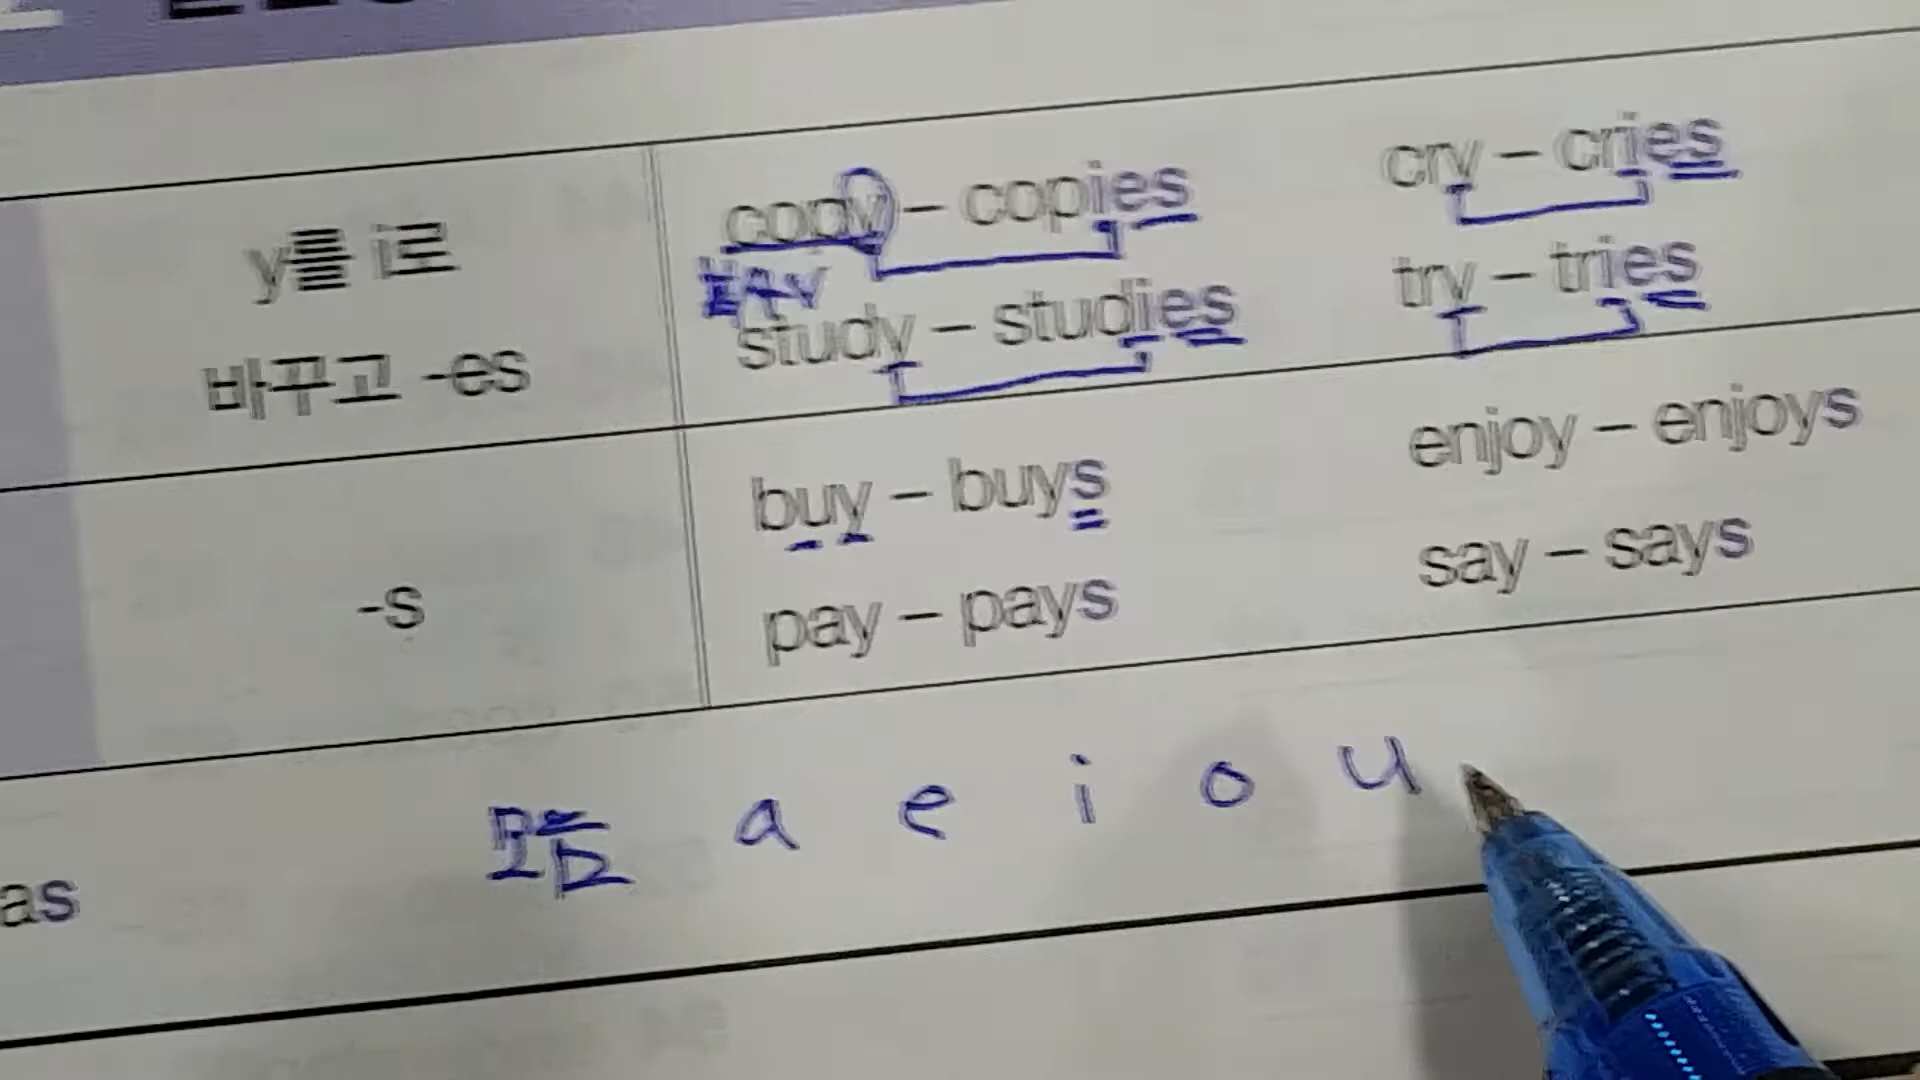 y를 i로
바꾸고 -es
copy – copies
cry – cries
study – studies
try – tries
-s
buy – buys
enjoy – enjoys
pay – pays
say – says
모음 a e i o u
as